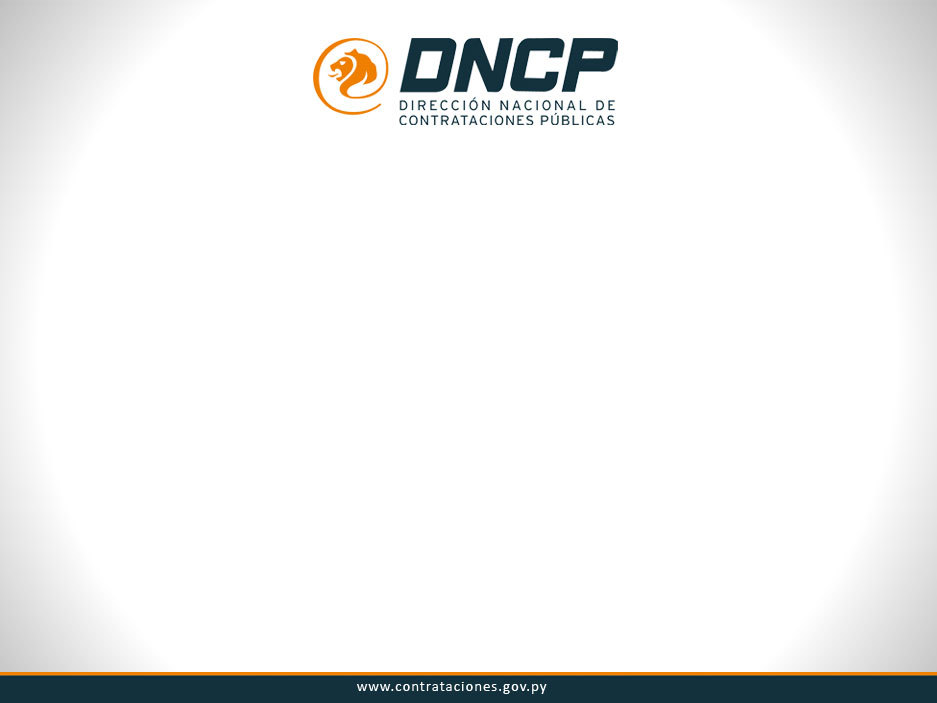 DNCP
DIRECCIÓN NACIONAL DE
CONTRATACIONES PÚBLICAS
www.contrataciones.gov.py